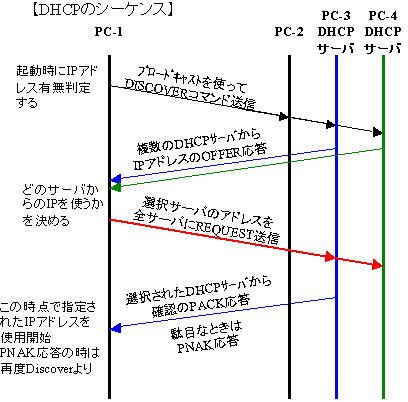 【DHCPのシーケンス】
PC-1
PC-2
PC-3
DHCP
サーバ
PC-4
DHCP
サーバ
起動時にIPアド
レス有無判定
する
ブロードキャストを使って
DISCOVERコマンド送信
複数のDHCPサーバから
IPアドレスのOFFER応答
どのサーバか
らのIPを使うか
を決める
選択サーバのアドレスを
全サーバにREQUEST送信
選択されたDHCPサーバから
確認のPACK応答
駄目なときは
PNAK応答
この時点で指定さ
れたIPアドレスを
使用開始
PNAK応答の時は
再度Discoverより